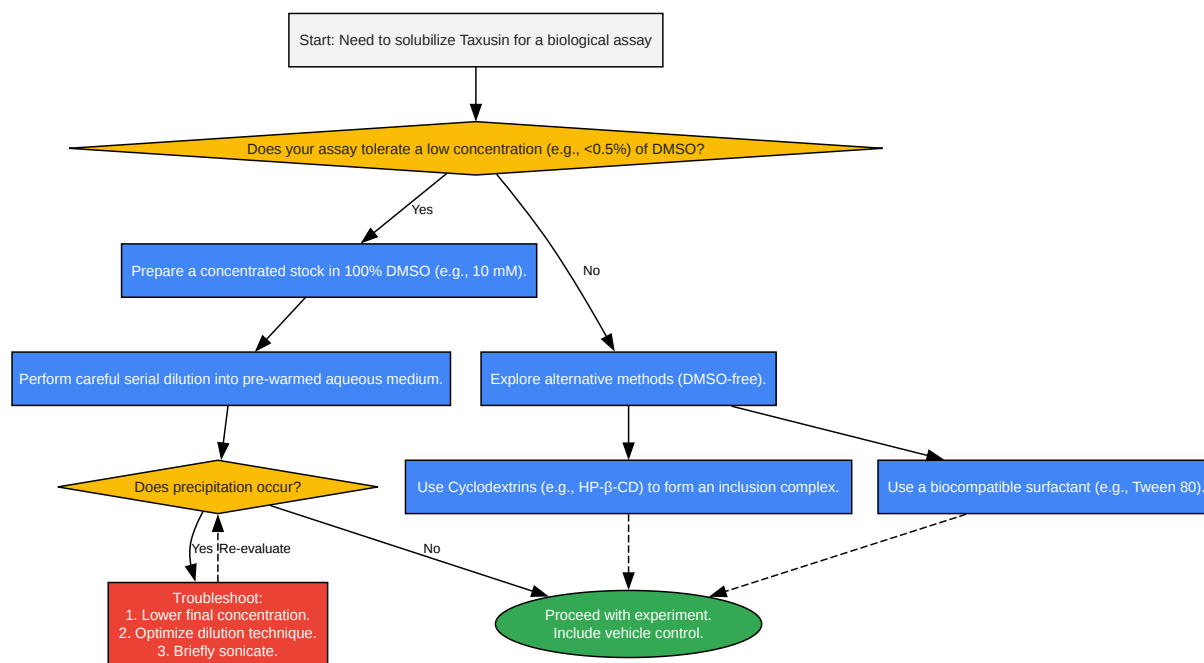 Start: Need to solubilize Taxusin for a biological assay
Does your assay tolerate a low concentration (e.g., <0.5%) of DMSO?
Yes
Prepare a concentrated stock in 100% DMSO (e.g., 10 mM).
No
Perform careful serial dilution into pre-warmed aqueous medium.
Explore alternative methods (DMSO-free).
Does precipitation occur?
Use Cyclodextrins (e.g., HP-β-CD) to form an inclusion complex.
Use a biocompatible surfactant (e.g., Tween 80).
Yes
Re-evaluate
No
Troubleshoot:
1. Lower final concentration.
2. Optimize dilution technique.
3. Briefly sonicate.
Proceed with experiment.
Include vehicle control.